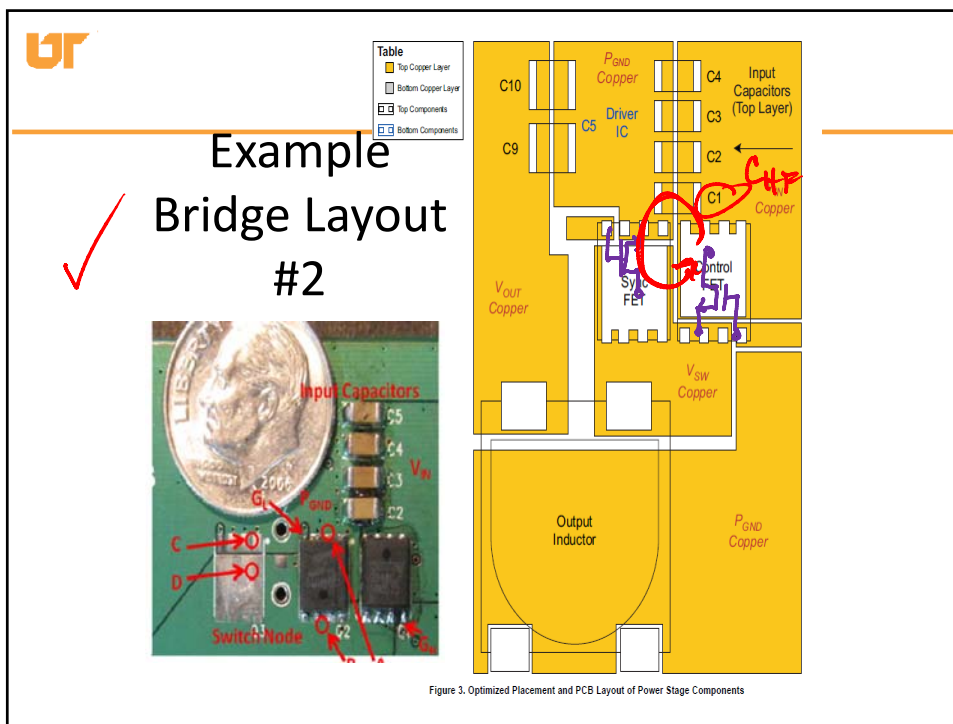 UT
Example
Bridge Layout
#2
Table
Top Copper Layer
Bottom Copper Layer
Top Components
Bottom Components
PGND
Copper
C10
C9
C5
Driver
IC
C4
C3
C2
C1
Input
Capacitors
(Top Layer)
CHF
Copper
VOUT
Copper
Sync
FET
Control
FET
VSW
Copper
Output
Inductor
PGND
Copper
LIBERTY
2006
Input Capacitors
C5
C4
C3
C2
VIN
GL
PGND
C
D
Switch Node
Figure 3. Optimized Placement and PCB Layout of Power Stage Components